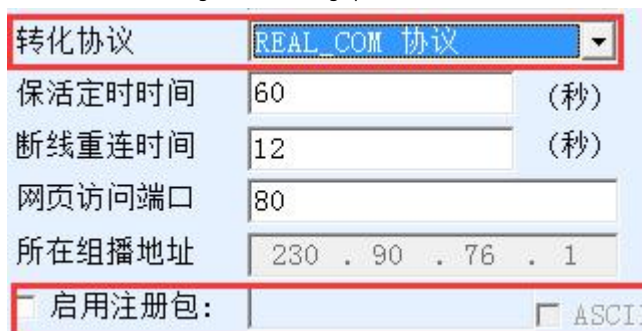 转化协议 REAL_COM 协议
保活定时时间 60 (秒)
断线重连时间 12 (秒)
网页访问端口 80
所在组播地址 230 . 90 . 76 . 1
启用注册包: ASCI